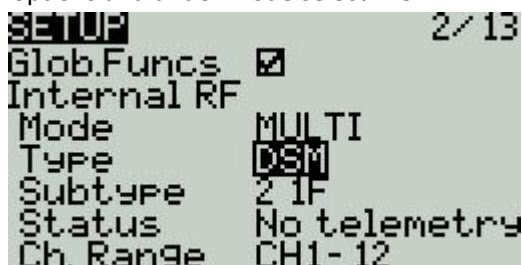 SETUP 2/13
Glob.Funcs
Internal RF
Mode MULTI
Type DSM
Subtype 2 1F
Status No telemetry
Ch. Range CH1-12